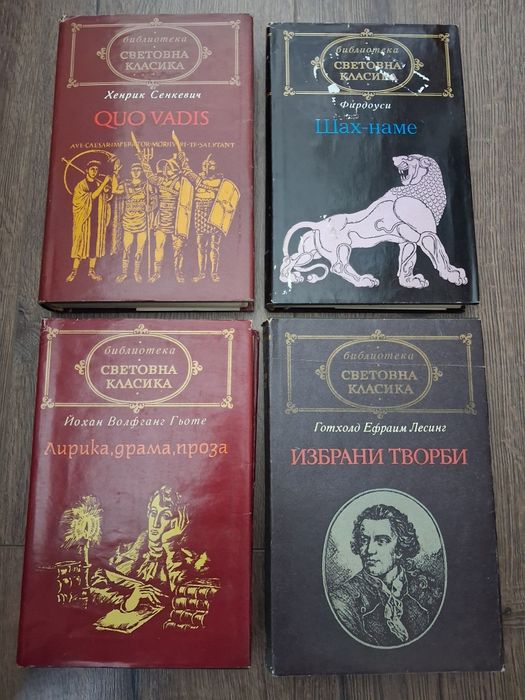 библиотека
СВЕТОВНА
КЛАСИКА
Хенрик Сенкевич
QUO VADIS
AVE CAESAR IMPERATOR MORITURI TE SALUTANT
библиотека
СВЕТОВНА
КЛАСИКА
Фирдоуси
Шах-наме
библиотека
СВЕТОВНА
КЛАСИКА
Йохан Волфганг Гьоте
Лирика, драма, проза
библиотека
СВЕТОВНА
КЛАСИКА
Готхолд Ефраим Лесинг
ИЗБРАНИ ТВОРБИ